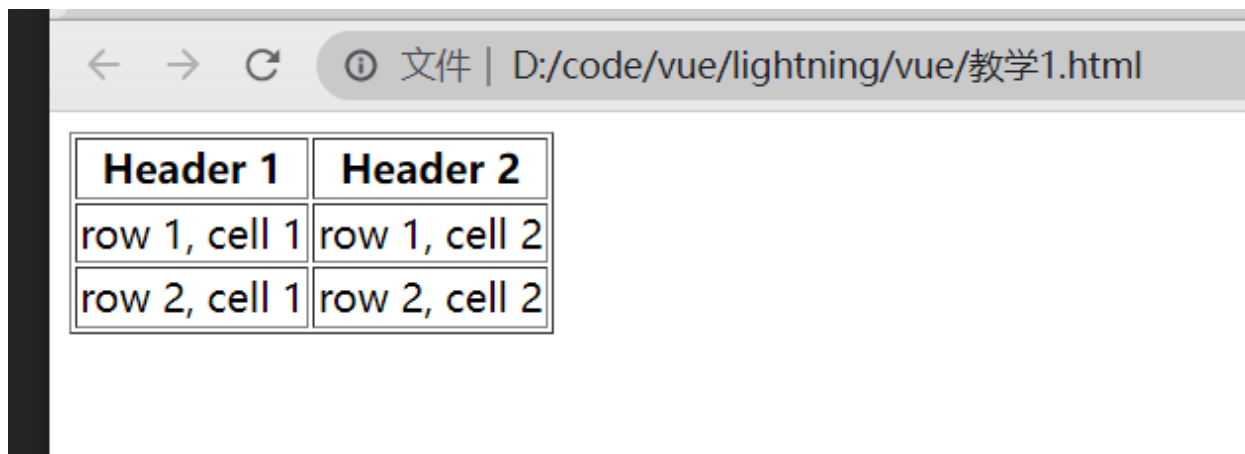 文件 | D:/code/vue/lightning/vue/教学1.html
Header 1 Header 2
row 1, cell 1 row 1, cell 2
row 2, cell 1 row 2, cell 2